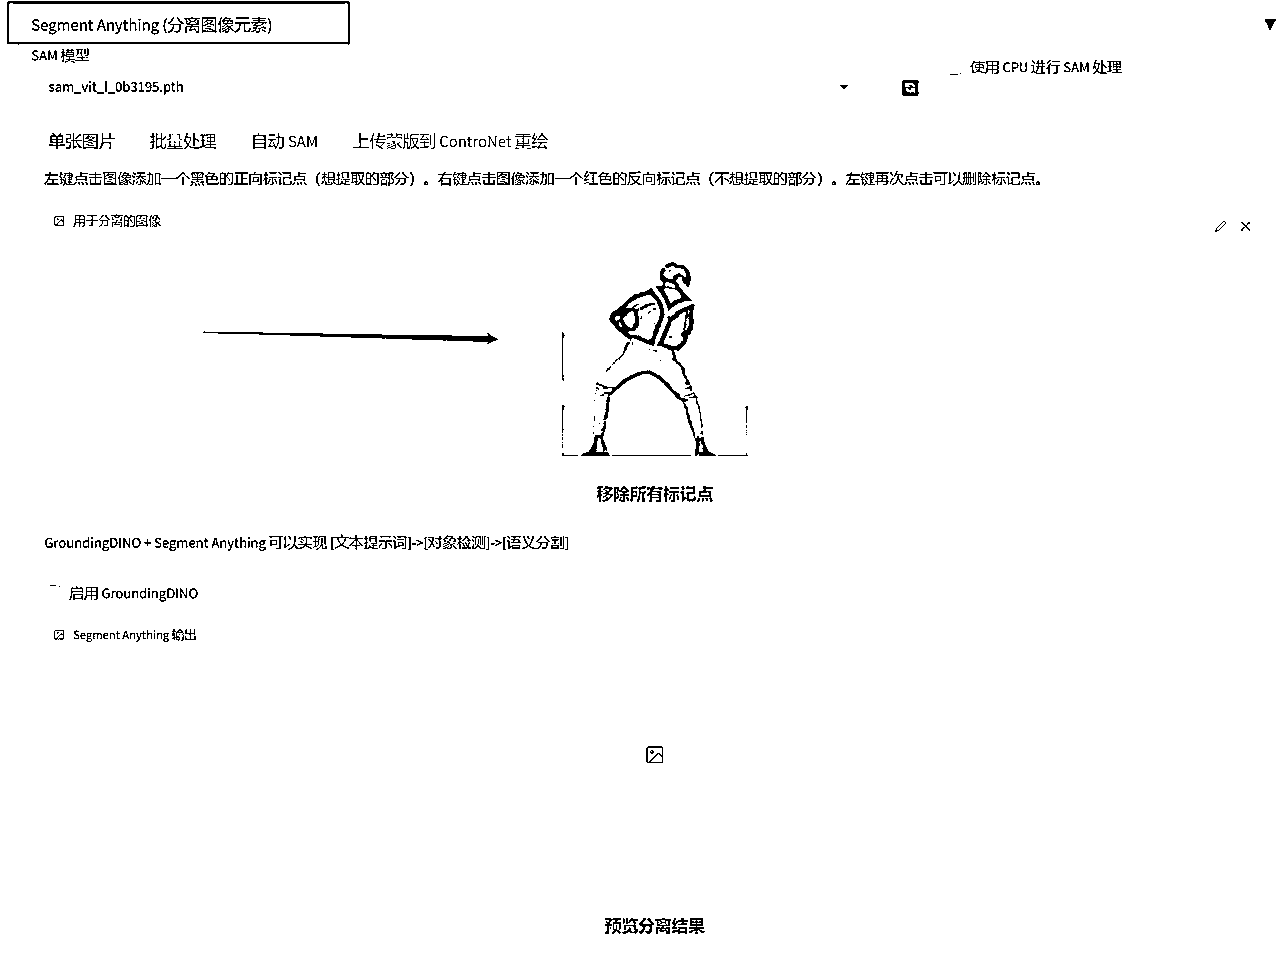 Segment Anything (分离图像元素)
SAM 模型
使用 CPU 进行 SAM 处理
sam_vit_l_0b3195.pth
单张图片 批量处理 自动 SAM 上传蒙版到 ControNet 重绘
左键点击图像添加一个黑色的正向标记点（想提取的部分）。右键点击图像添加一个红色的反向标记点（不想提取的部分）。左键再次点击可以删除标记点。
用于分离的图像
移除所有标记点
GroundingDINO + Segment Anything 可以实现 [文本提示词]->[对象检测]->[语义分割]
启用 GroundingDINO
Segment Anything 输出
预览分离结果